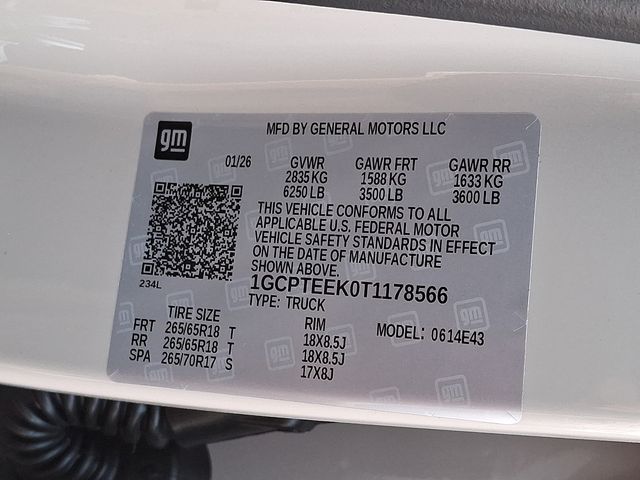 gm
MFD BY GENERAL MOTORS LLC
01/26 GVWR GAWR FRT GAWR RR
2835 KG 1588 KG 1633 KG
6250 LB 3500 LB 3600 LB
THIS VEHICLE CONFORMS TO ALL
APPLICABLE U.S. FEDERAL MOTOR
VEHICLE SAFETY STANDARDS IN EFFECT
ON THE DATE OF MANUFACTURE
SHOWN ABOVE.
234L
1GCPTEEK0T1178566
TYPE: TRUCK
TIRE SIZE RIM MODEL: 0614E43
FRT 265/65R18 T 18X8.5J
RR 265/65R18 T 18X8.5J
SPA 265/70R17 S 17X8J